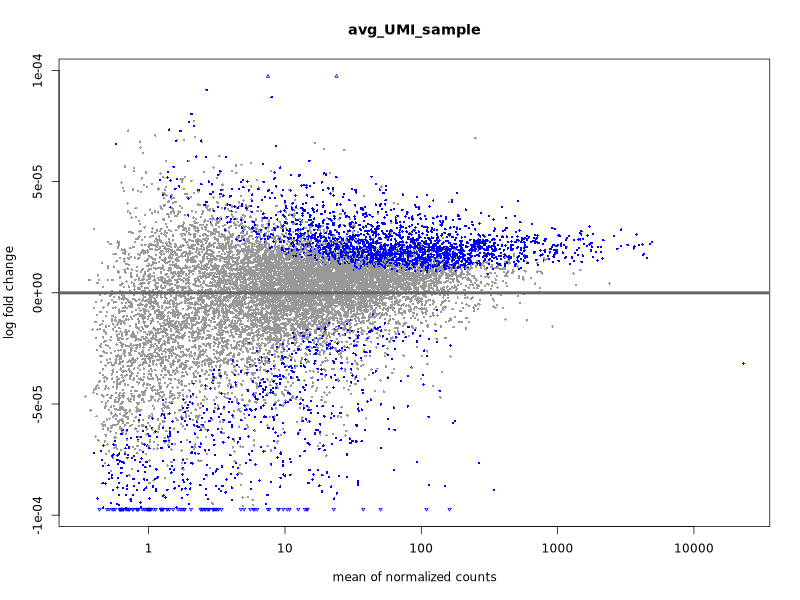 avg_UMI_sample
log fold change
1e-04
5e-05
0e+00
-5e-05
-1e-04
1
10
100
1000
10000
mean of normalized counts